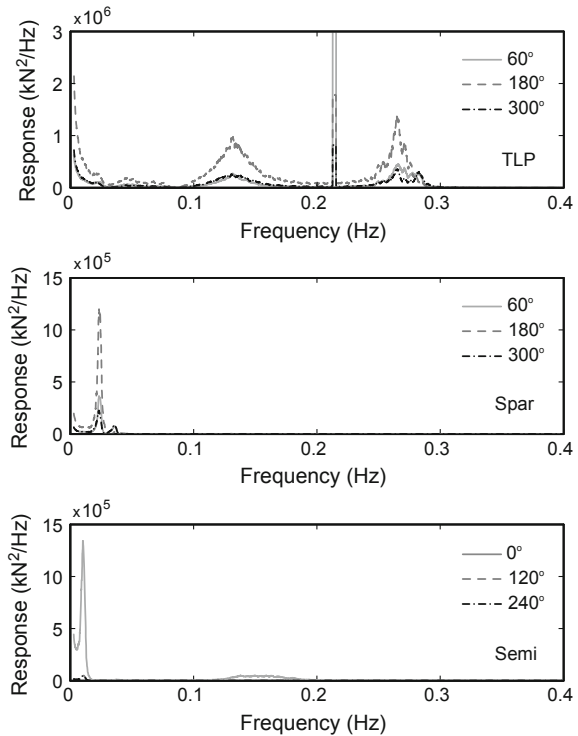 ×10⁶
3
2
1
0
0 0.1 0.2 0.3 0.4
Response (kN²/Hz)
Frequency (Hz)
60°
180°
300°
TLP
×10⁵
15
10
5
0
0 0.1 0.2 0.3 0.4
Response (kN²/Hz)
Frequency (Hz)
60°
180°
300°
Spar
×10⁵
15
10
5
0
0 0.1 0.2 0.3 0.4
Response (kN²/Hz)
Frequency (Hz)
0°
120°
240°
Semi